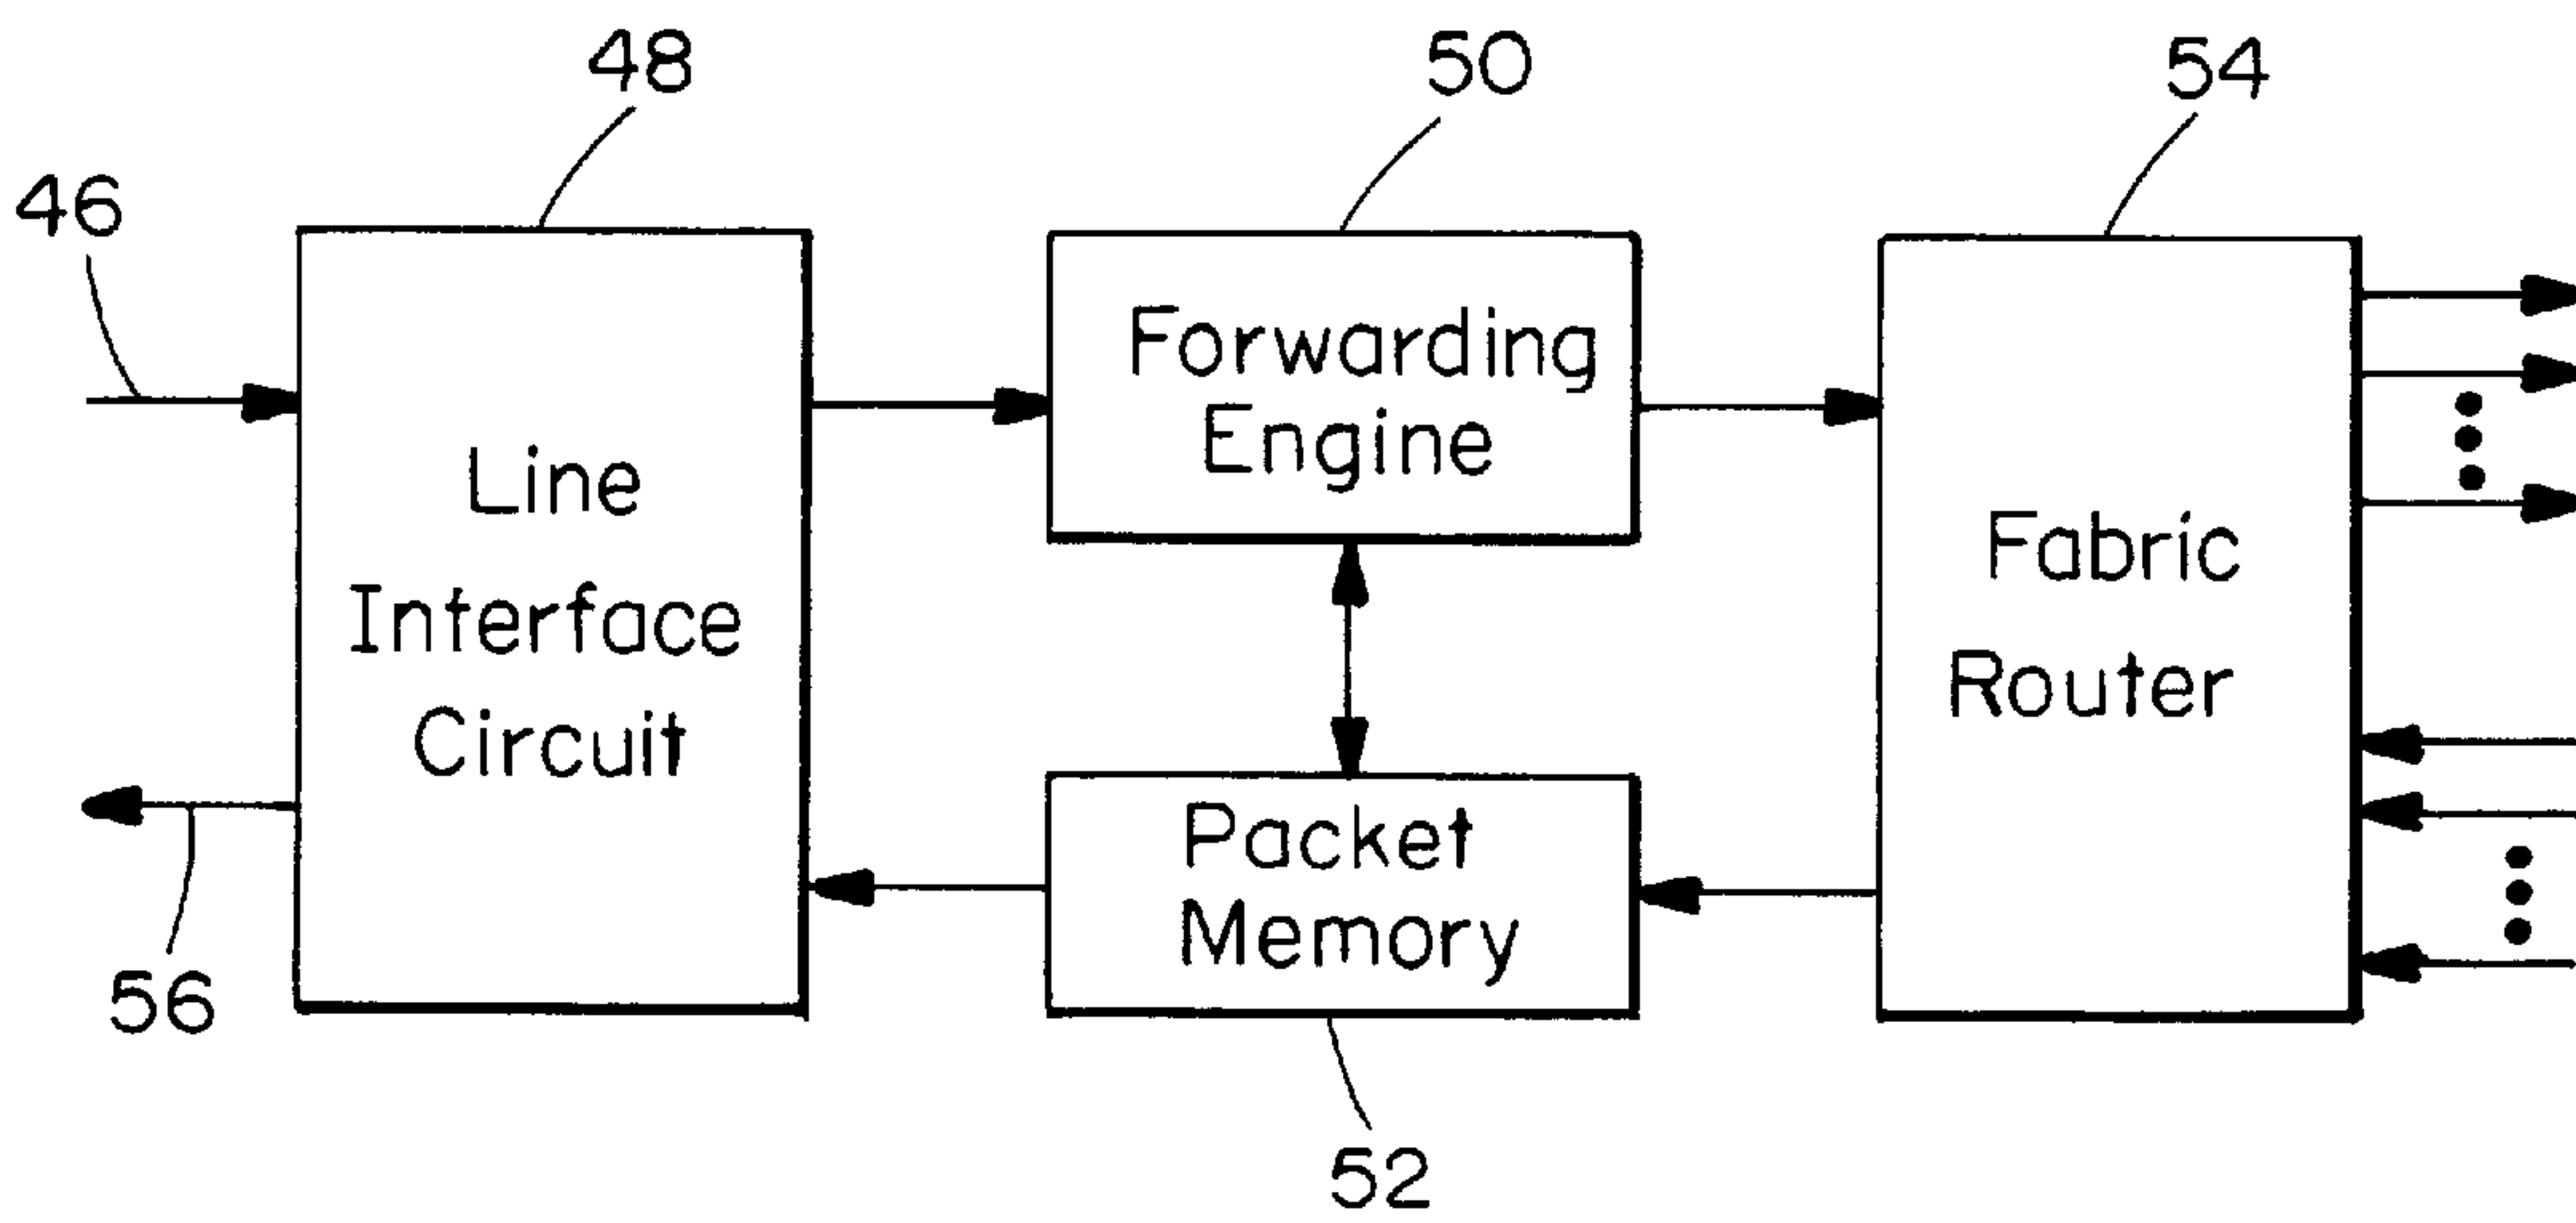 48
50
54
46
Line
Interface
Circuit
Forwarding
Engine
Fabric
Router
Packet
Memory
56
52